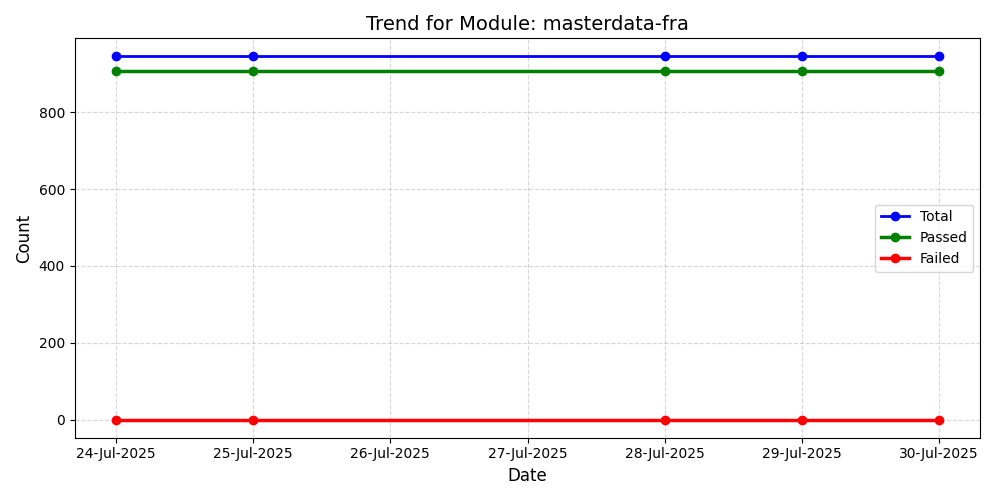 Trend for Module: masterdata-fra
Count
800
600
400
200
0
Total
Passed
Failed
24-Jul-2025 25-Jul-2025 26-Jul-2025 27-Jul-2025 28-Jul-2025 29-Jul-2025 30-Jul-2025
Date